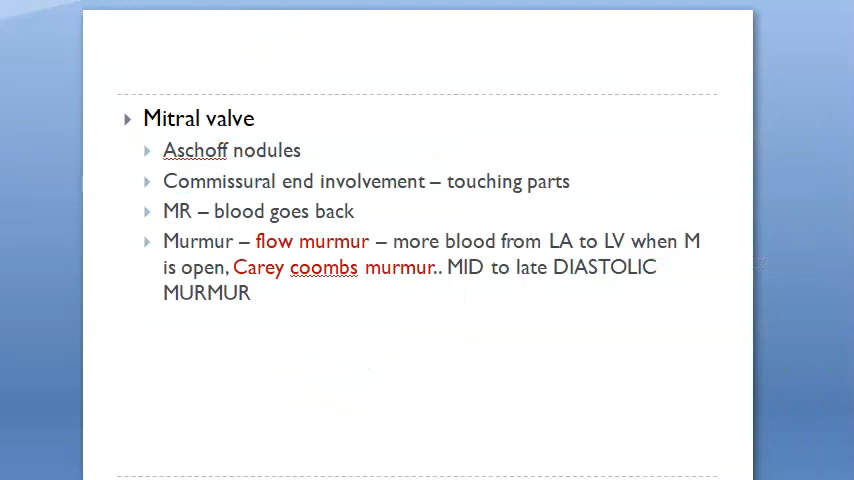 Mitral valve
Aschoff nodules
Commissural end involvement – touching parts
MR – blood goes back
Murmur – flow murmur – more blood from LA to LV when M
is open, Carey coombs murmur.. MID to late DIASTOLIC
MURMUR